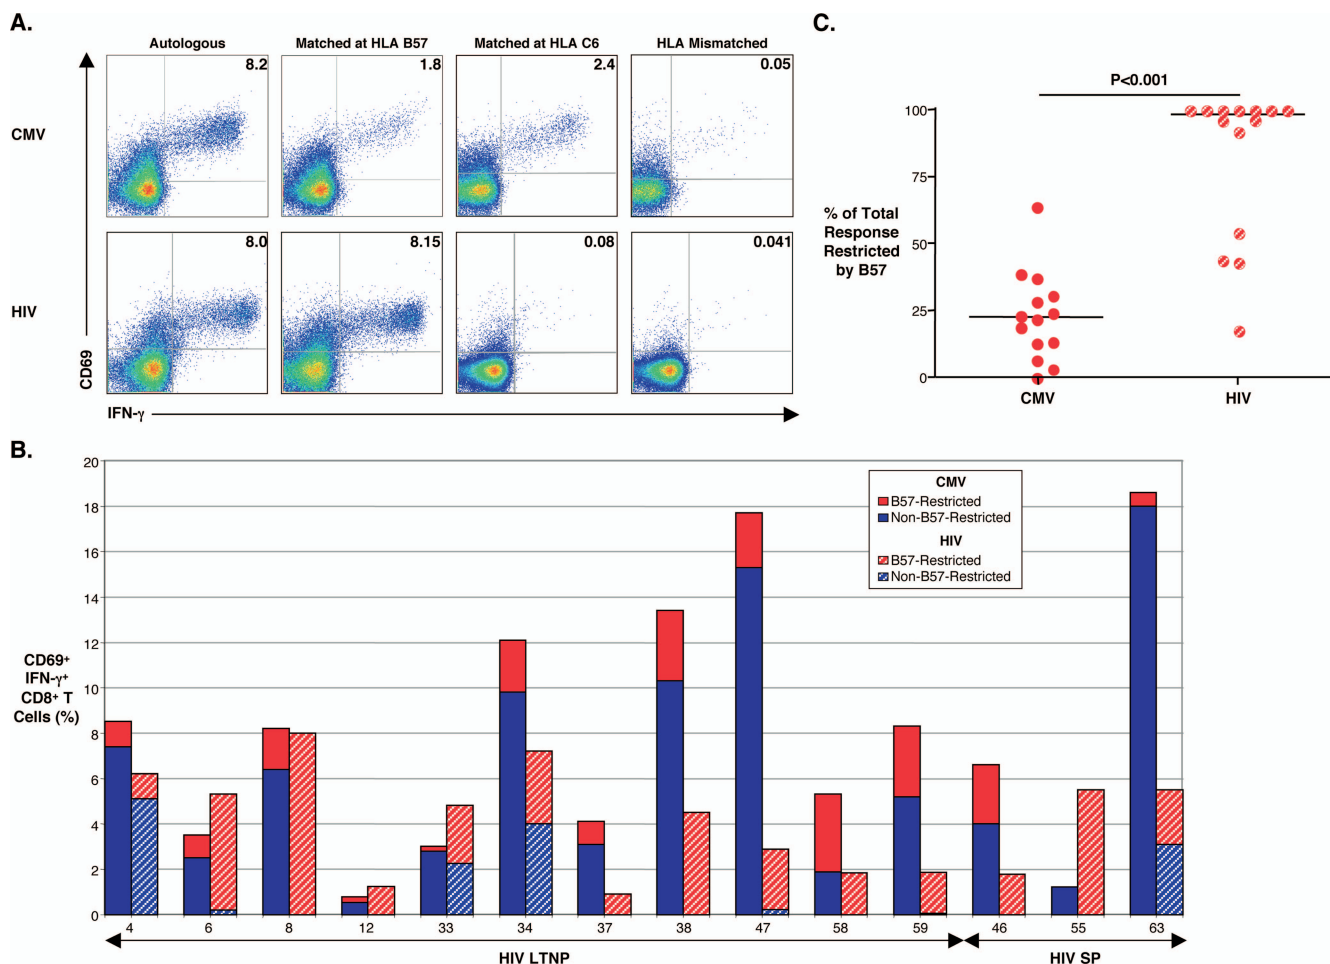 A.
Autologous
Matched at HLA B57
Matched at HLA C6
HLA Mismatched
CMV
8.2
1.8
2.4
0.05
HIV
8.0
8.15
0.08
0.041
CD69
IFN-γ
C.
P<0.001
% of Total
Response
Restricted
by B57
100
75
50
25
0
CMV
HIV
B.
CD69+
IFN-γ+
CD8+ T
Cells (%)
20
18
16
14
12
10
8
6
4
2
0
CMV
B57-Restricted
Non-B57-Restricted
HIV
B57-Restricted
Non-B57-Restricted
4 6 8 12 33 34 37 38 47 58 59 46 55 63
HIV LTNP
HIV SP